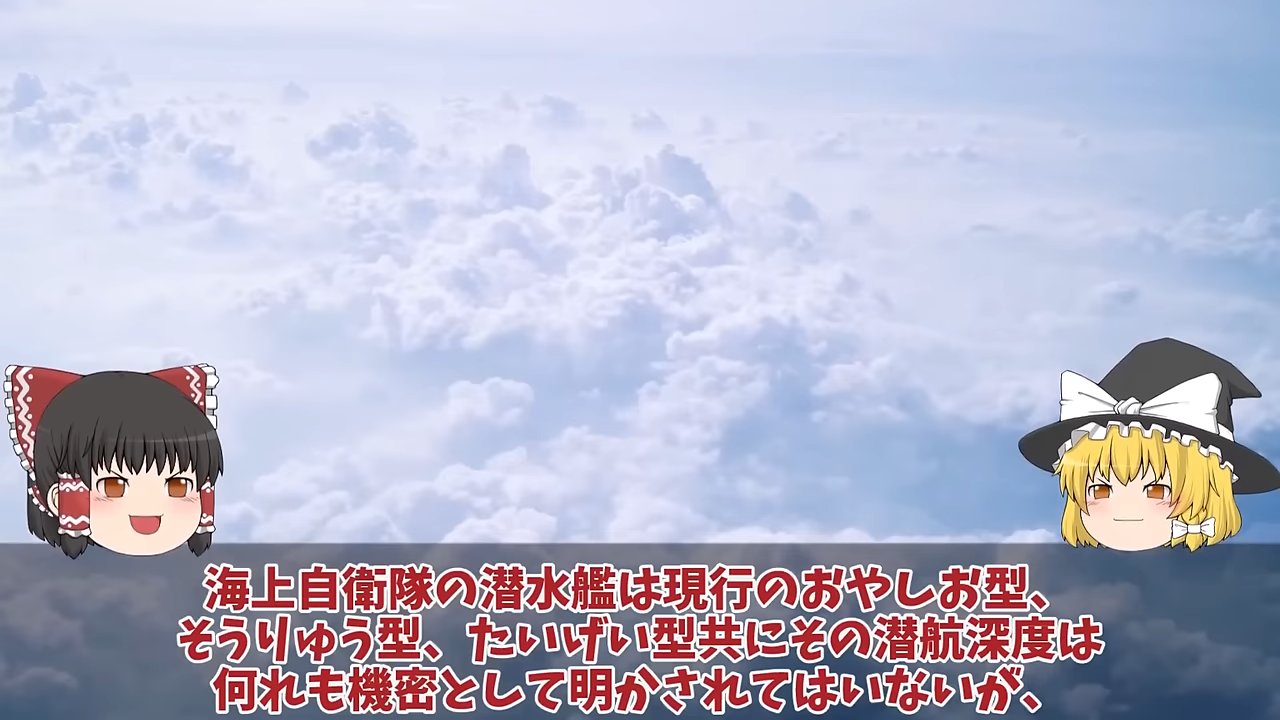 海上自衛隊の潜水艦は現行のおやしお型、
そうりゅう型、たいげい型共にその潜航深度は
何れも機密として明かされてはいないが、